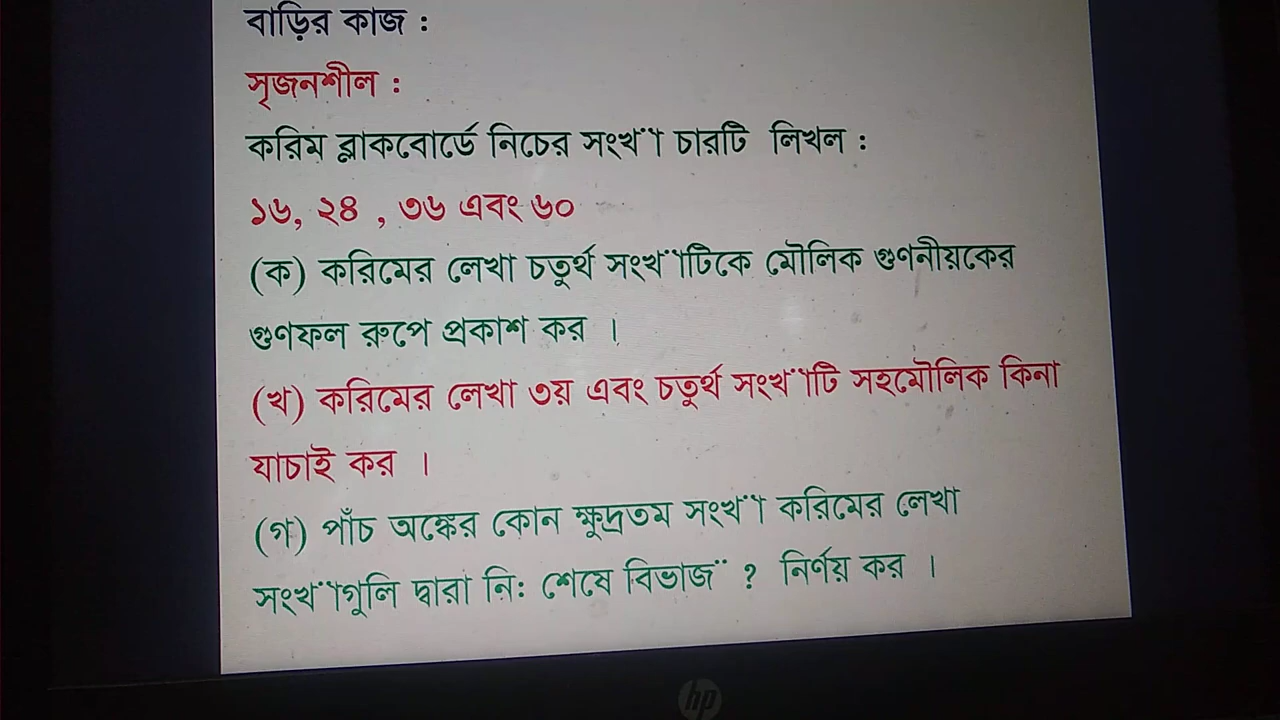 বাড়ির কাজ :
সৃজনশীল :
করিম ব্লাকবোর্ডে নিচের সংখ্যা চারটি লিখল :
১৬, ২৪ , ৩৬ এবং ৬০
(ক) করিমের লেখা চতুর্থ সংখ্যাটিকে মৌলিক গুণনীয়কের
গুণফল রুপে প্রকাশ কর ।
(খ) করিমের লেখা ৩য় এবং চতুর্থ সংখ্যাটি সহমৌলিক কিনা
যাচাই কর ।
(গ) পাঁচ অঙ্কের কোন ক্ষুদ্রতম সংখ্যা করিমের লেখা
সংখ্যাগুলি দ্বারা নি: শেষে বিভাজ্য ? নির্ণয় কর ।
hp